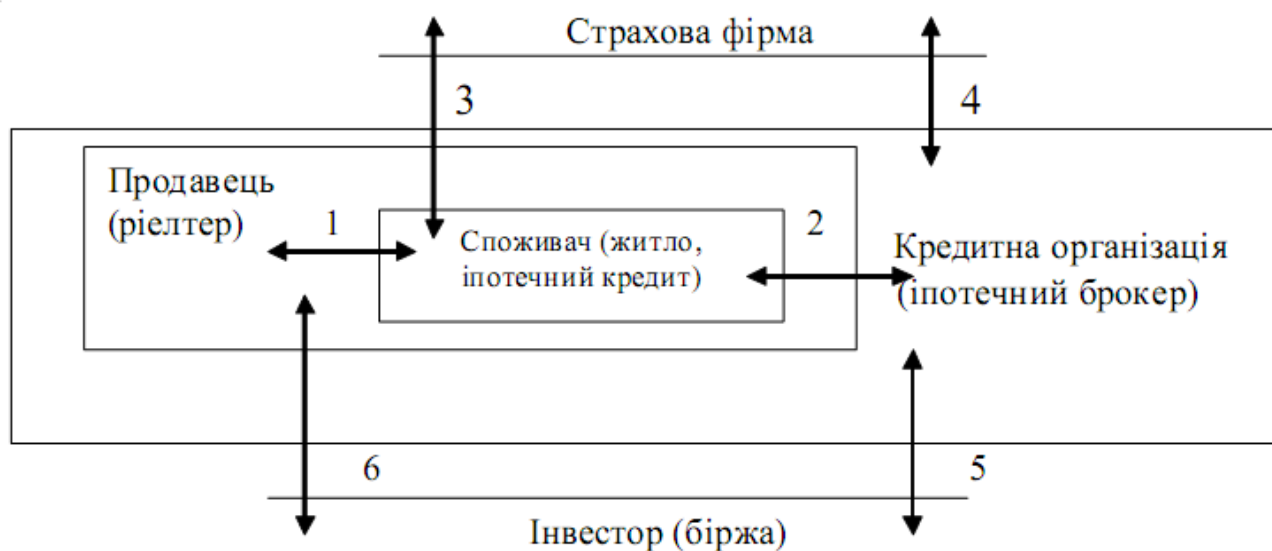 Страхова фірма
3
4
Продавець
(ріелтер)
1
Споживач (житло,
іпотечний кредит)
2
Кредитна організація
(іпотечний брокер)
6
5
Інвестор (біржа)